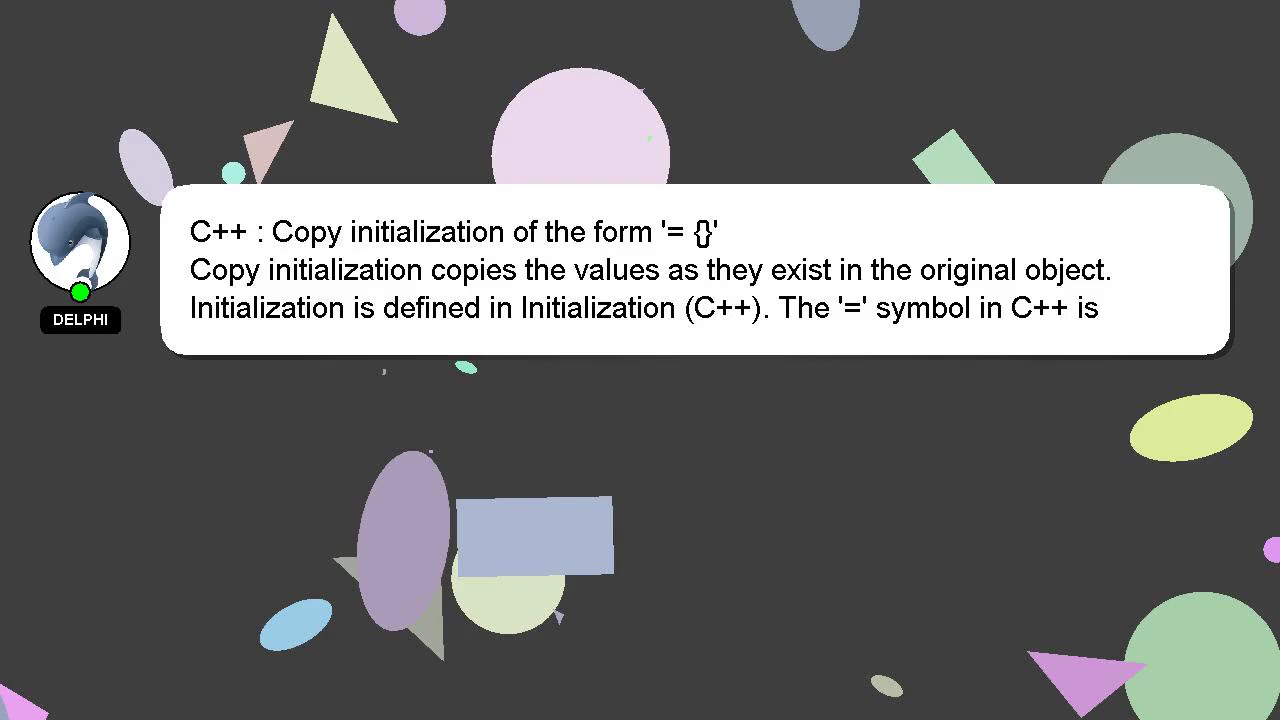 C++ : Copy initialization of the form '= {}'
Copy initialization copies the values as they exist in the original object.
Initialization is defined in Initialization (C++). The '=' symbol in C++ is
DELPHI